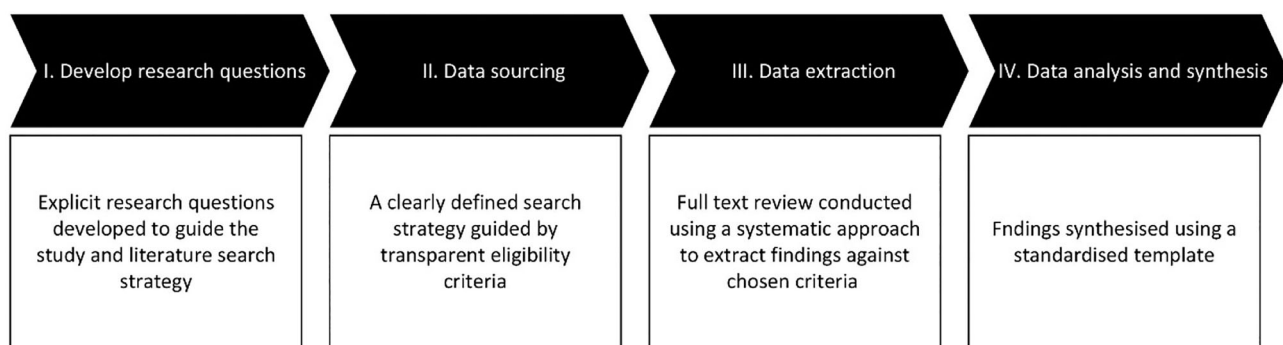 I. Develop research questions
II. Data sourcing
III. Data extraction
IV. Data analysis and synthesis
Explicit research questions
developed to guide the
study and literature search
strategy
A clearly defined search
strategy guided by
transparent eligibility
criteria
Full text review conducted
using a systematic approach
to extract findings against
chosen criteria
Fndings synthesised using a
standardised template